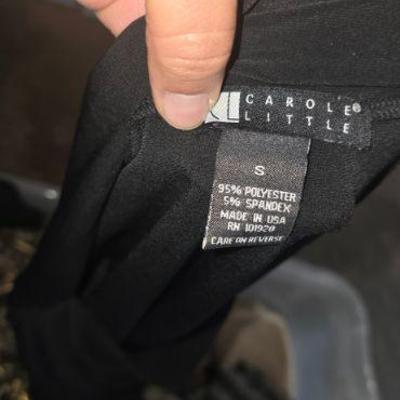 CAROLE®
LITTLE
S
95% POLYESTER
5% SPANDEX
MADE IN USA
RN 101920
CARE ON REVERSE